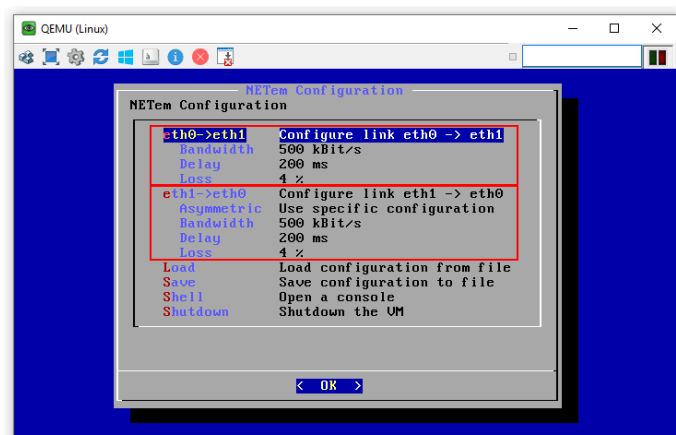 QEMU (Linux)
NETem Configuration
NETem Configuration
eth0->eth1 Configure link eth0 -> eth1
Bandwidth 500 kBit/s
Delay 200 ms
Loss 4 %
eth1->eth0 Configure link eth1 -> eth0
Asymmetric Use specific configuration
Bandwidth 500 kBit/s
Delay 200 ms
Loss 4 %
Load Load configuration from file
Save Save configuration to file
Shell Open a console
Shutdown Shutdown the VM
< OK >